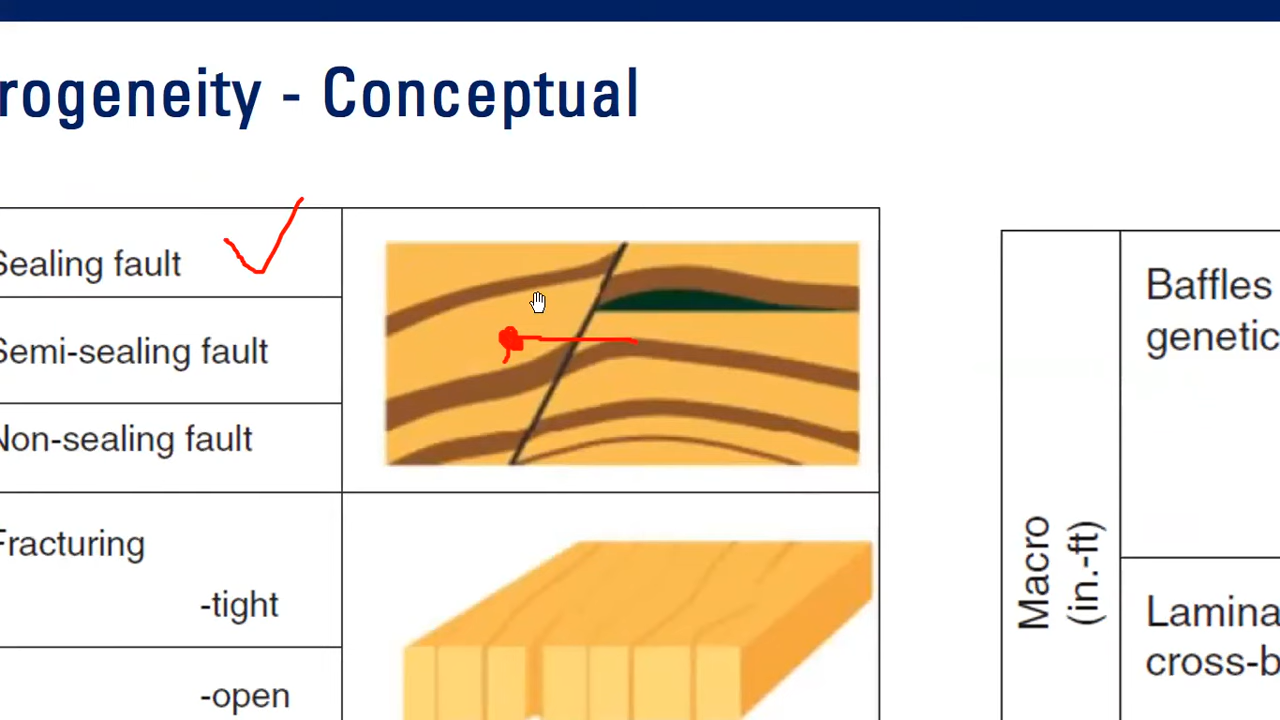 rogeneity - Conceptual
Sealing fault
Semi-sealing fault
Non-sealing fault
Fracturing
-tight
-open
Macro
(in.-ft)
Baffles
genetic
Lamina
cross-b